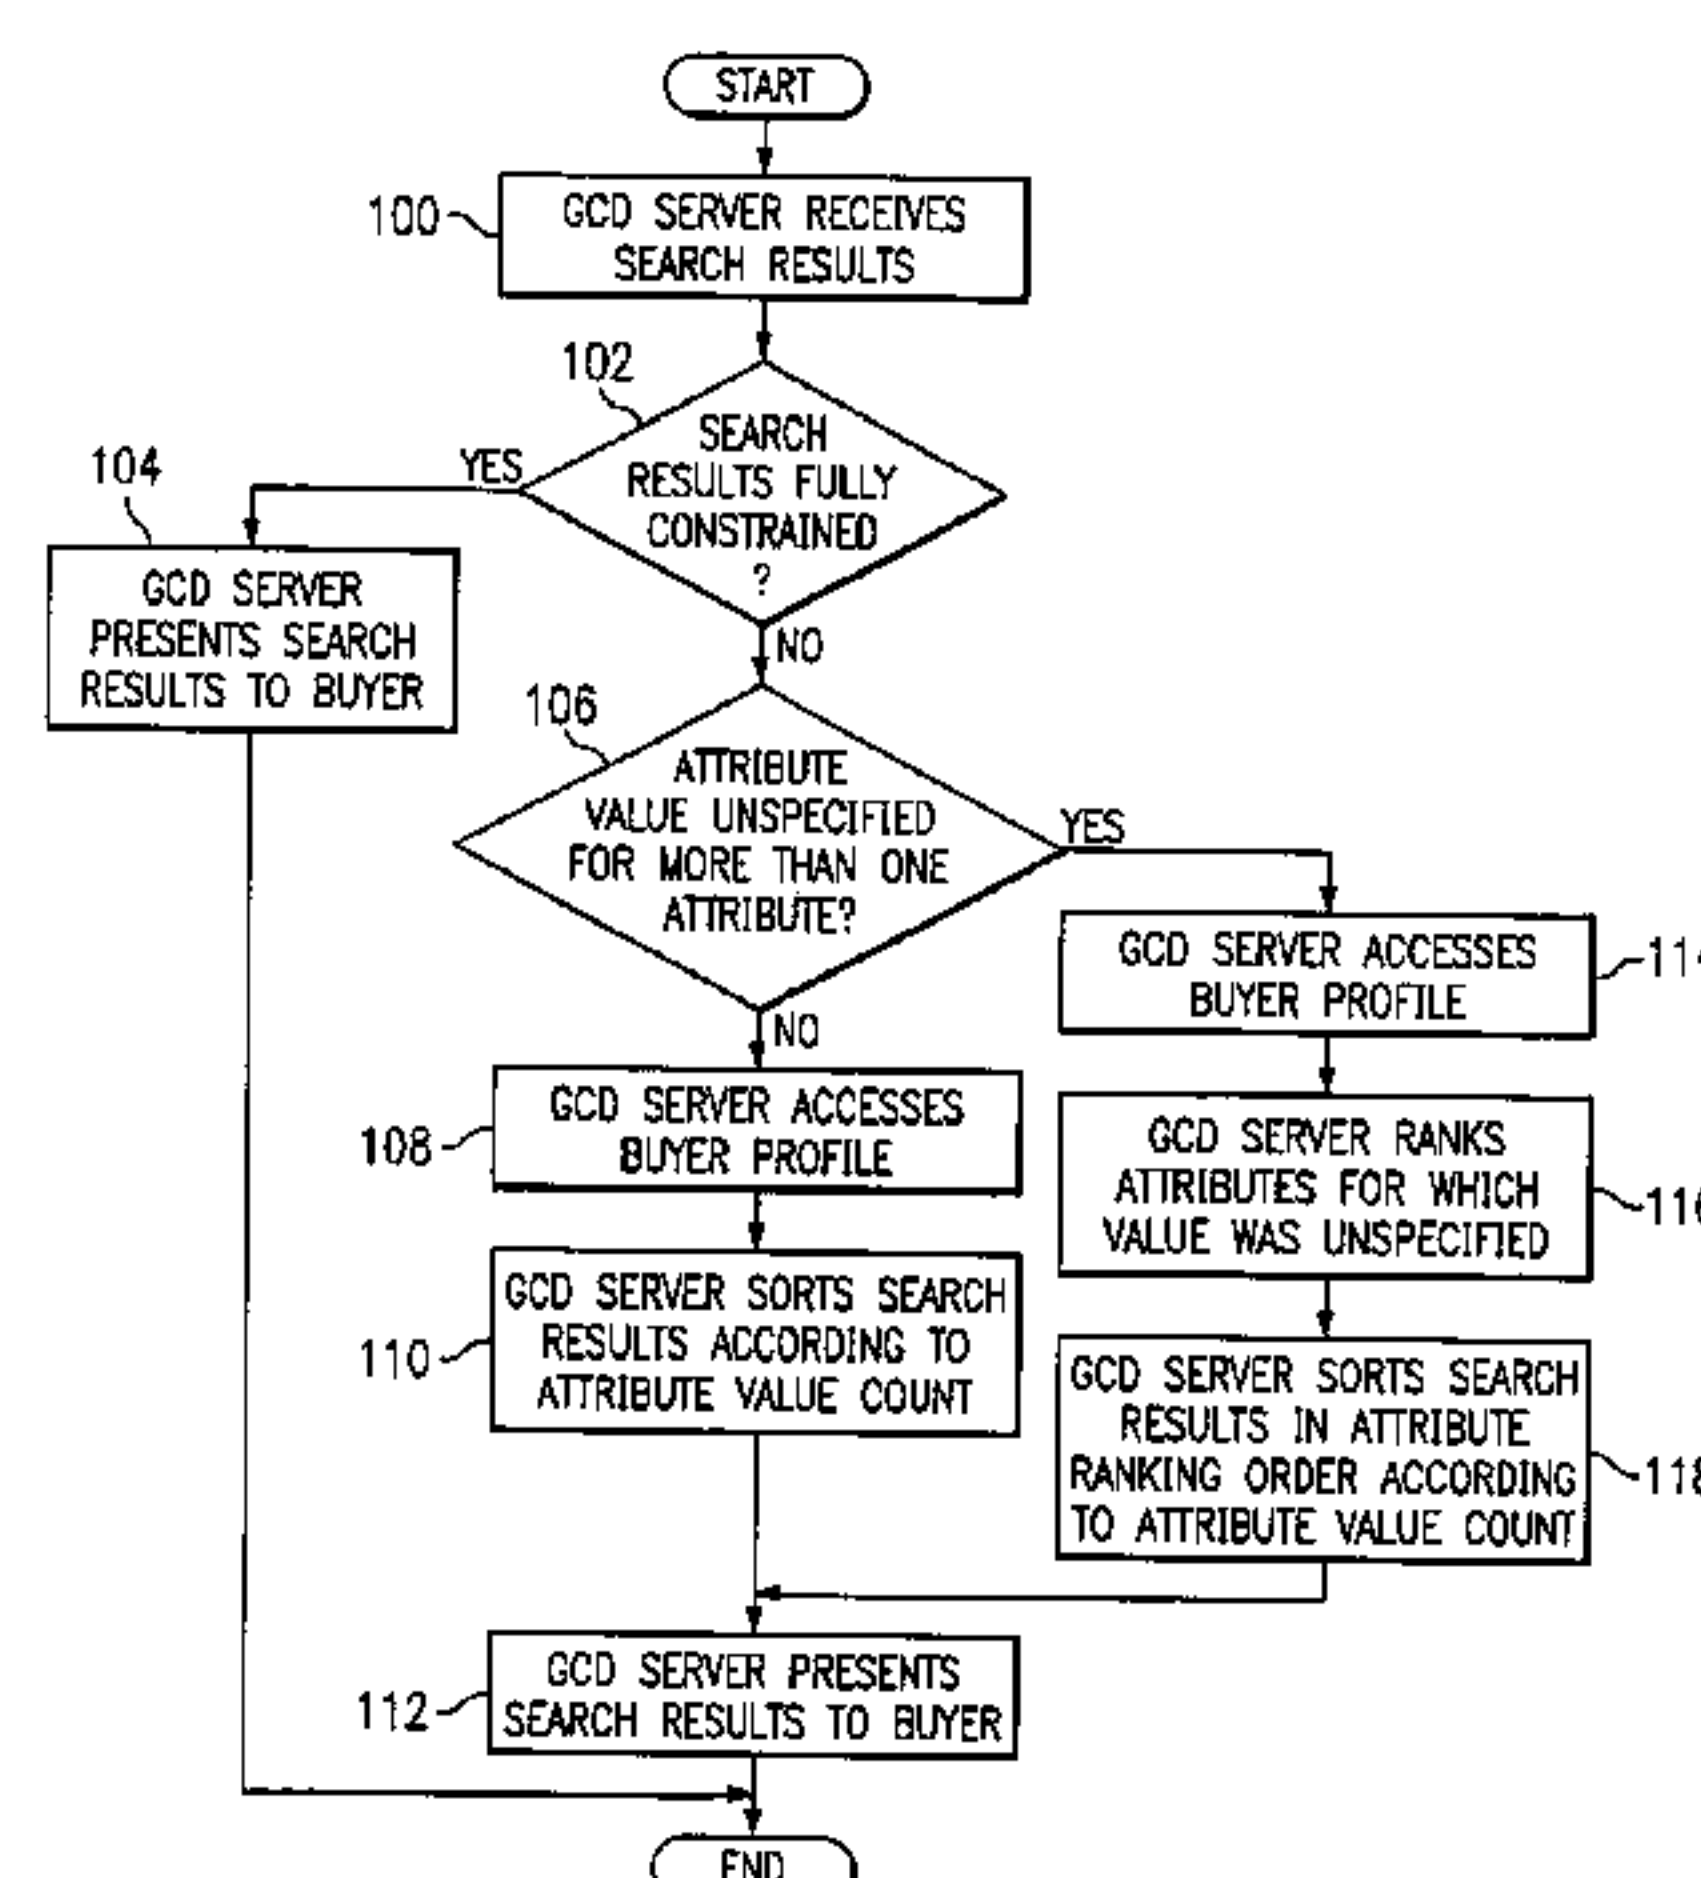 START
100
GCD SERVER RECEIVES
SEARCH RESULTS
102
SEARCH
RESULTS FULLY
CONSTRAINED
?
YES
NO
104
GCD SERVER
PRESENTS SEARCH
RESULTS TO BUYER
106
ATTRIBUTE
VALUE UNSPECIFIED
FOR MORE THAN ONE
ATTRIBUTE?
YES
NO
108
GCD SERVER ACCESSES
BUYER PROFILE
110
GCD SERVER SORTS SEARCH
RESULTS ACCORDING TO
ATTRIBUTE VALUE COUNT
GCD SERVER ACCESSES
BUYER PROFILE
114
GCD SERVER RANKS
ATTRIBUTES FOR WHICH
VALUE WAS UNSPECIFIED
116
GCD SERVER SORTS SEARCH
RESULTS IN ATTRIBUTE
RANKING ORDER ACCORDING
TO ATTRIBUTE VALUE COUNT
118
112
GCD SERVER PRESENTS
SEARCH RESULTS TO BUYER
END